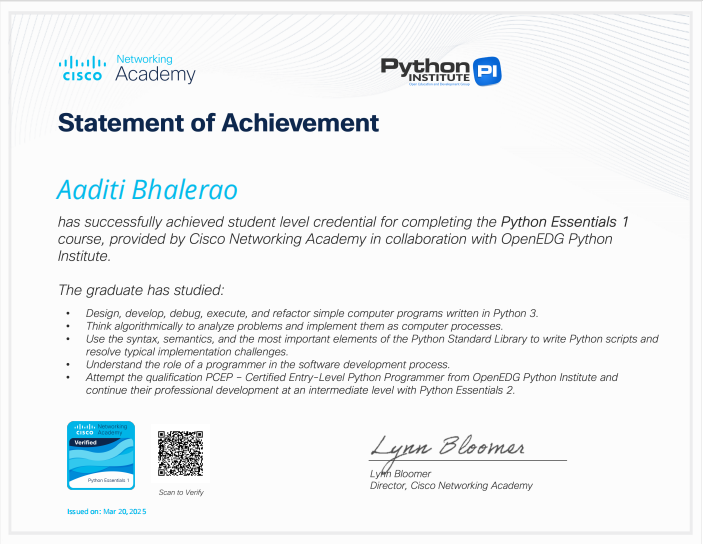 Networking
CISCO Academy
Python
INSTITUTE
PI
Open Education and Development Group
Statement of Achievement
Aaditi Bhalerao
has successfully achieved student level credential for completing the Python Essentials 1
course, provided by Cisco Networking Academy in collaboration with OpenEDG Python
Institute.
The graduate has studied:
• Design, develop, debug, execute, and refactor simple computer programs written in Python 3.
• Think algorithmically to analyze problems and implement them as computer processes.
• Use the syntax, semantics, and the most important elements of the Python Standard Library to write Python scripts and
resolve typical implementation challenges.
• Understand the role of a programmer in the software development process.
• Attempt the qualification PCEP – Certified Entry-Level Python Programmer from OpenEDG Python Institute and
continue their professional development at an intermediate level with Python Essentials 2.
Networking
CISCO Academy
Verified
Python Essentials 1
Scan to Verify
Lynn Bloomer
Lynn Bloomer
Director, Cisco Networking Academy
Issued on: Mar 20, 2025